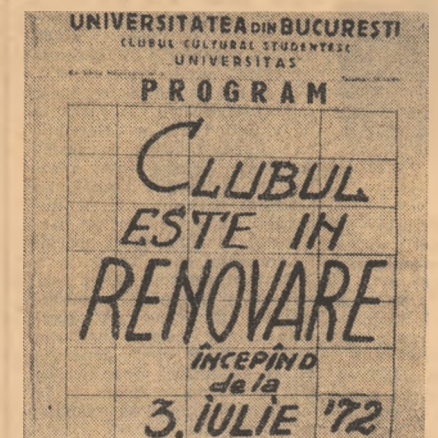 UNIVERSITATEA DIN BUCUREȘTI
CLUBUL CULTURAL STUDENȚESC
UNIVERSITAS
PROGRAM
CLUBUL
ESTE IN
RENOVARE
ÎNCEPÎND
de la
3. IULIE '72